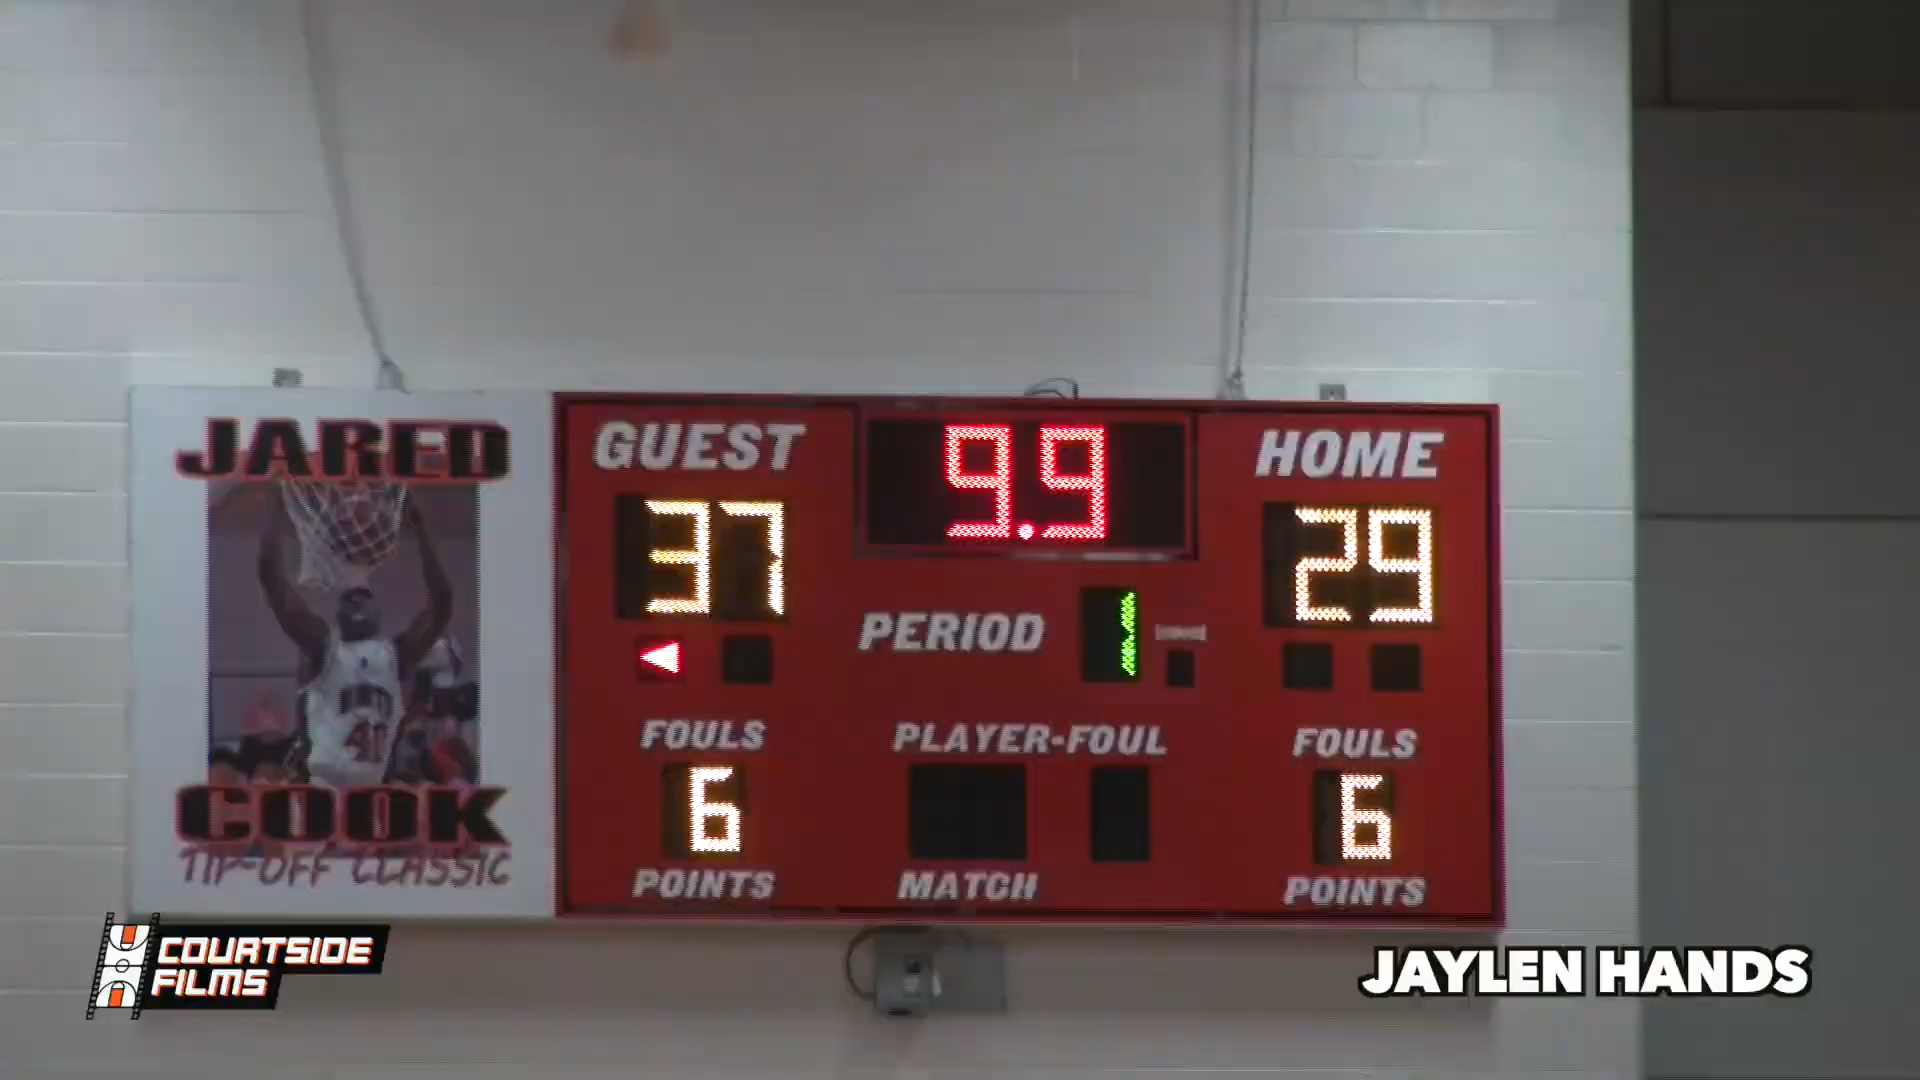 JARED
COOK
TIP-OFF CLASSIC
GUEST
9.9
HOME
37
29
PERIOD 1
FOULS
PLAYER-FOUL
FOULS
6
6
POINTS
MATCH
POINTS
COURTSIDE
FILMS
JAYLEN HANDS